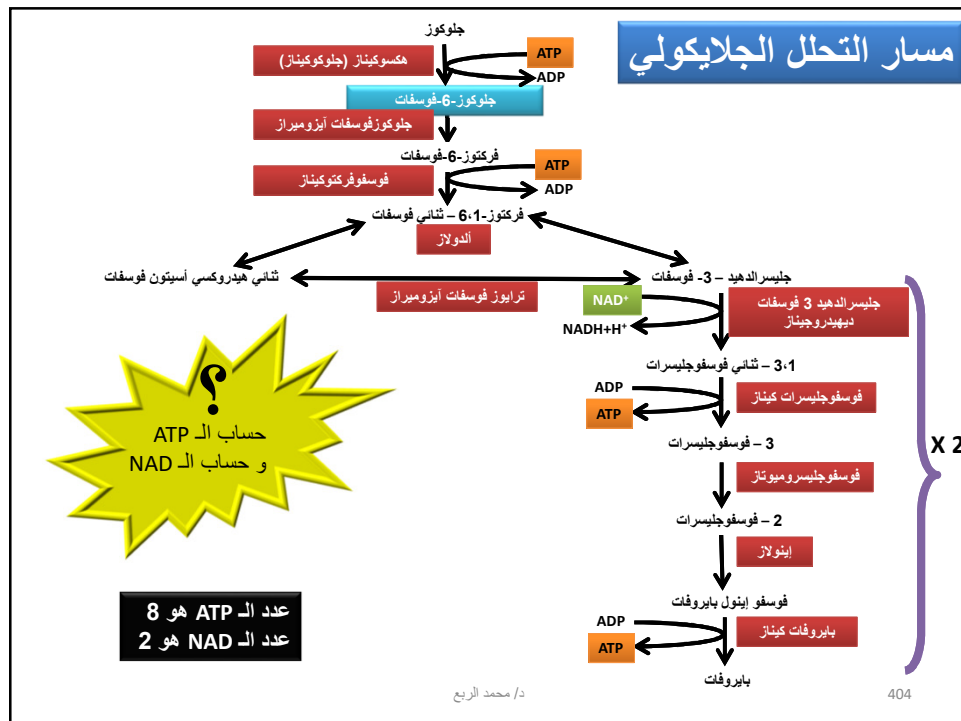 مسار التحلل الجلايكولي
جلوكوز
هكسوكيناز (جلوكوكيناز)
ATP
ADP
جلوكوز-6-فوسفات
جلوكوزفوسفات آيزوميراز
فركتوز-6-فوسفات
فوسفوفركتوكيناز
ATP
ADP
فركتوز-6،1 – ثنائي فوسفات
ألدولاز
ثنائي هيدروكسي أسيتون فوسفات
جليسرالدهيد – 3- فوسفات
ترايوز فوسفات آيزوميراز
NAD⁺
NADH+H⁺
جليسرالدهيد 3 فوسفات
ديهيدروجيناز
3،1 – ثنائي فوسفوجليسرات
ADP
ATP
فوسفوجليسرات كيناز
3 – فوسفوجليسرات
فوسفوجليسروميوتاز
2 – فوسفوجليسرات
إينولاز
فوسفو إينول بايروفات
ADP
ATP
بايروفات كيناز
بايروفات
X 2
؟
حساب الـ ATP
و حساب الـ NAD
عدد الـ ATP هو 8
عدد الـ NAD هو 2
د/ محمد الربع
404